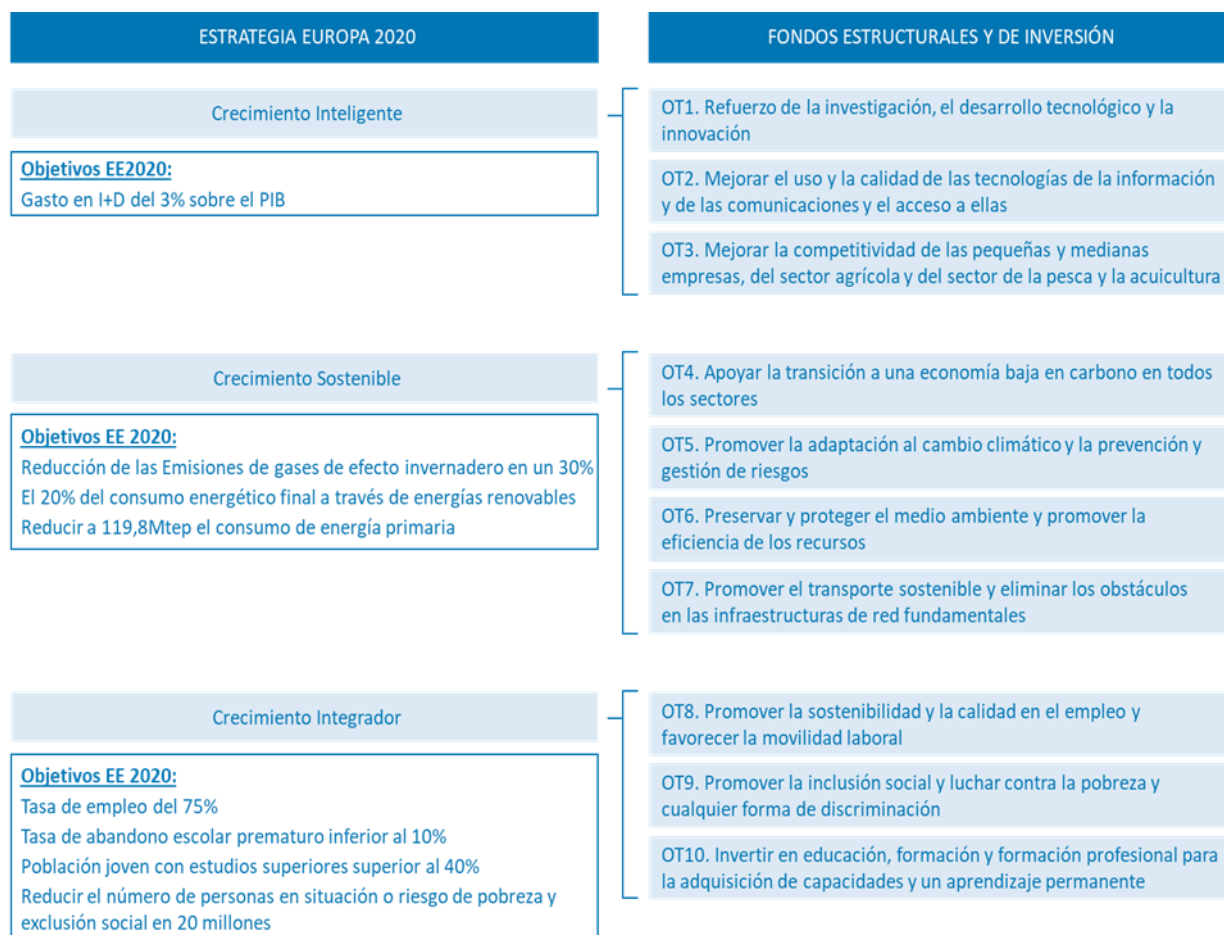 ESTRATEGIA EUROPA 2020
FONDOS ESTRUCTURALES Y DE INVERSIÓN
Crecimiento Inteligente
Objetivos EE2020:
Gasto en I+D del 3% sobre el PIB
OT1. Refuerzo de la investigación, el desarrollo tecnológico y la
innovación
OT2. Mejorar el uso y la calidad de las tecnologías de la información
y de las comunicaciones y el acceso a ellas
OT3. Mejorar la competitividad de las pequeñas y medianas
empresas, del sector agrícola y del sector de la pesca y la acuicultura
Crecimiento Sostenible
Objetivos EE 2020:
Reducción de las Emisiones de gases de efecto invernadero en un 30%
El 20% del consumo energético final a través de energías renovables
Reducir a 119,8Mtep el consumo de energía primaria
OT4. Apoyar la transición a una economía baja en carbono en todos
los sectores
OT5. Promover la adaptación al cambio climático y la prevención y
gestión de riesgos
OT6. Preservar y proteger el medio ambiente y promover la
eficiencia de los recursos
OT7. Promover el transporte sostenible y eliminar los obstáculos
en las infraestructuras de red fundamentales
Crecimiento Integrador
Objetivos EE 2020:
Tasa de empleo del 75%
Tasa de abandono escolar prematuro inferior al 10%
Población joven con estudios superiores superior al 40%
Reducir el número de personas en situación o riesgo de pobreza y
exclusión social en 20 millones
OT8. Promover la sostenibilidad y la calidad en el empleo y
favorecer la movilidad laboral
OT9. Promover la inclusión social y luchar contra la pobreza y
cualquier forma de discriminación
OT10. Invertir en educación, formación y formación profesional para
la adquisición de capacidades y un aprendizaje permanente